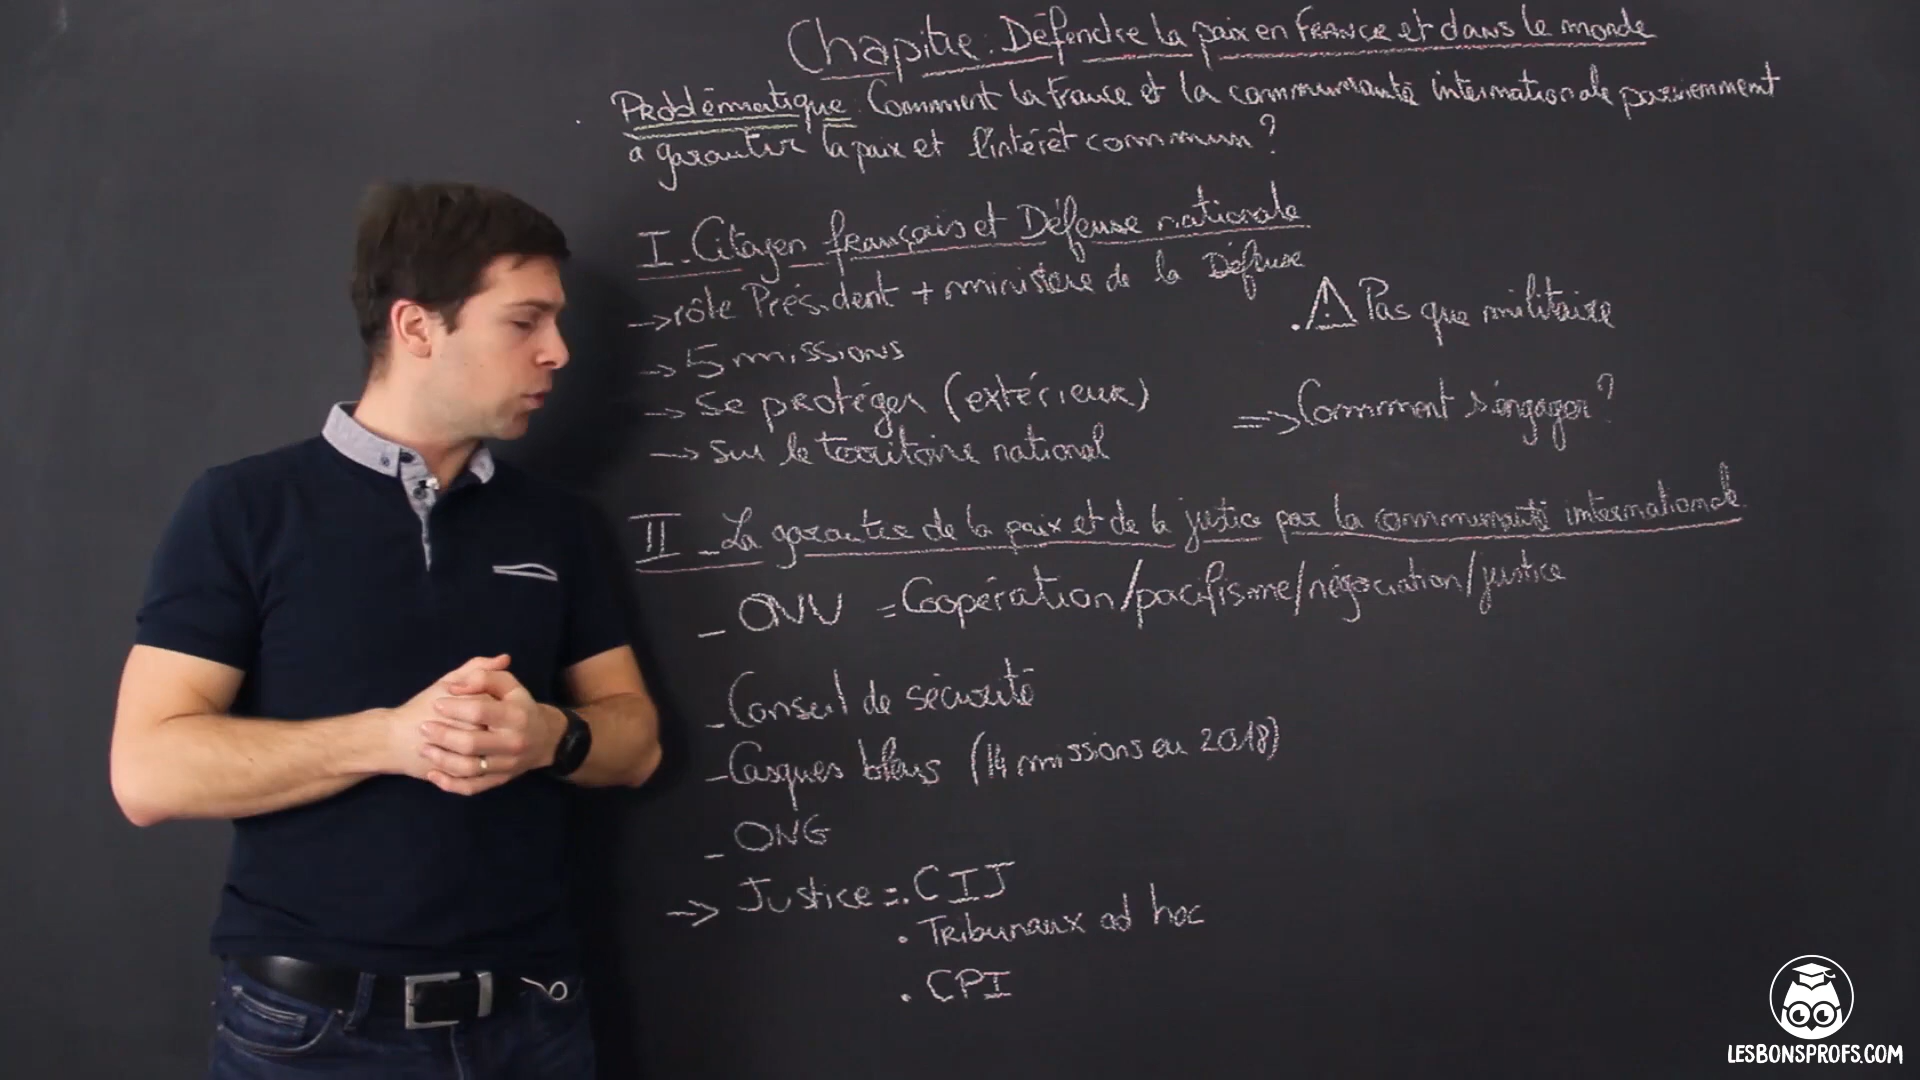 Chapitre : Défendre la paix en FRANCE et dans le monde
Problématique : Comment la France et la communauté internationale parviennent
à garantir la paix et l'intérêt commun ?
I. Citoyen français et Défense nationale
-> rôle Président + ministère de la Défense
⚠ Pas que militaire
-> 5 missions
-> Se protéger (extérieur)
=> Comment s'engager ?
-> Sur le territoire national
II - La garantie de la paix et de la justice par la communauté internationale
- ONU = Coopération/pacifisme/négociation/justice
- Conseil de sécurité
- Casques bleus (14 missions en 2018)
- ONG
-> Justice = . CIJ
. Tribunaux ad hoc
. CPI
LESBONSPROFS.COM